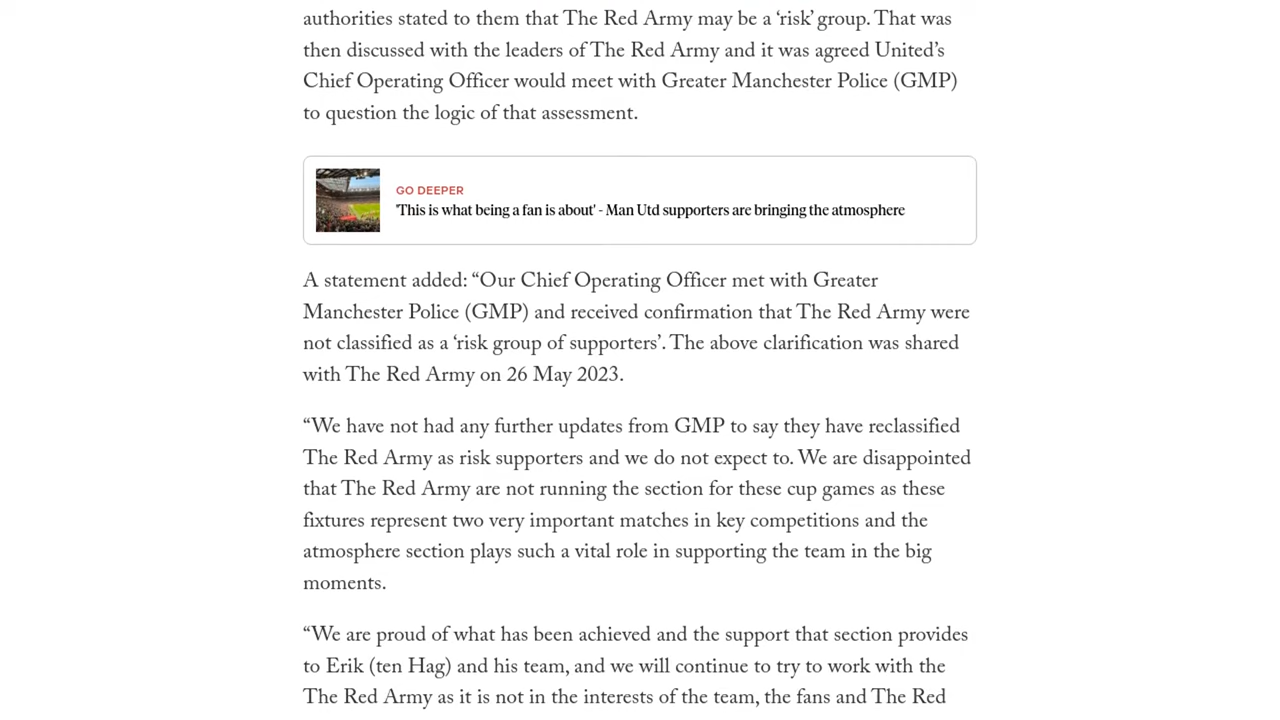 authorities stated to them that The Red Army may be a ‘risk’ group. That was
then discussed with the leaders of The Red Army and it was agreed United’s
Chief Operating Officer would meet with Greater Manchester Police (GMP)
to question the logic of that assessment.
GO DEEPER
'This is what being a fan is about' - Man Utd supporters are bringing the atmosphere
A statement added: “Our Chief Operating Officer met with Greater
Manchester Police (GMP) and received confirmation that The Red Army were
not classified as a ‘risk group of supporters’. The above clarification was shared
with The Red Army on 26 May 2023.
“We have not had any further updates from GMP to say they have reclassified
The Red Army as risk supporters and we do not expect to. We are disappointed
that The Red Army are not running the section for these cup games as these
fixtures represent two very important matches in key competitions and the
atmosphere section plays such a vital role in supporting the team in the big
moments.
“We are proud of what has been achieved and the support that section provides
to Erik (ten Hag) and his team, and we will continue to try to work with the
The Red Army as it is not in the interests of the team, the fans and The Red